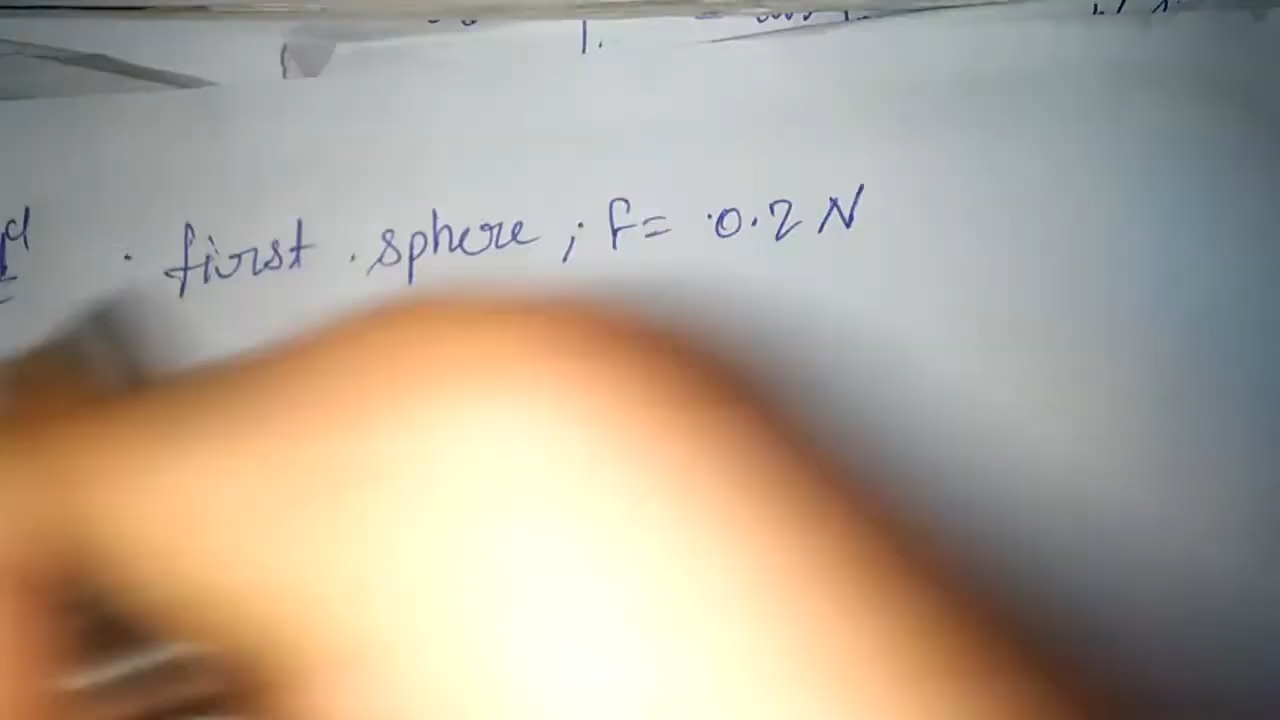 first sphere ; F = 0.2 N